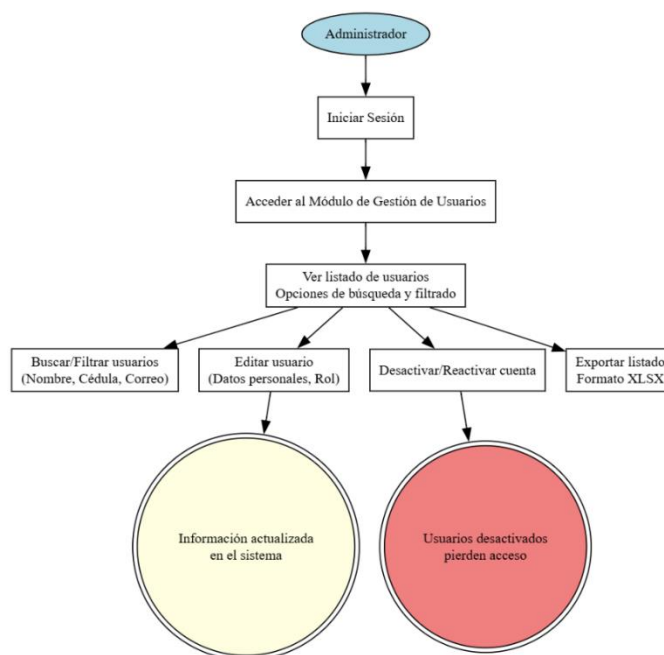 Administrador
Iniciar Sesión
Acceder al Módulo de Gestión de Usuarios
Ver listado de usuarios
Opciones de búsqueda y filtrado
Buscar/Filtrar usuarios
(Nombre, Cédula, Correo)
Editar usuario
(Datos personales, Rol)
Desactivar/Reactivar cuenta
Exportar listado
Formato XLSX
Información actualizada
en el sistema
Usuarios desactivados
pierden acceso